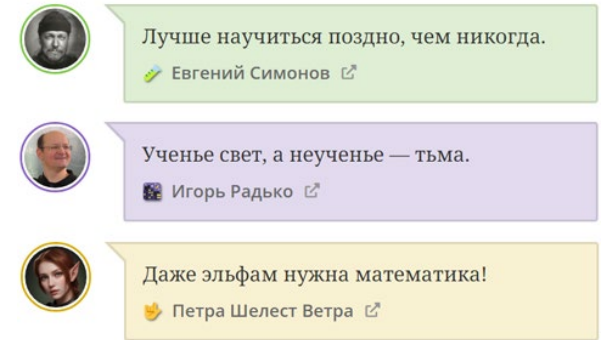 Лучше научиться поздно, чем никогда.
Евгений Симонов
Ученье свет, а неученье — тьма.
Игорь Радько
Даже эльфам нужна математика!
Петра Шелест Ветра